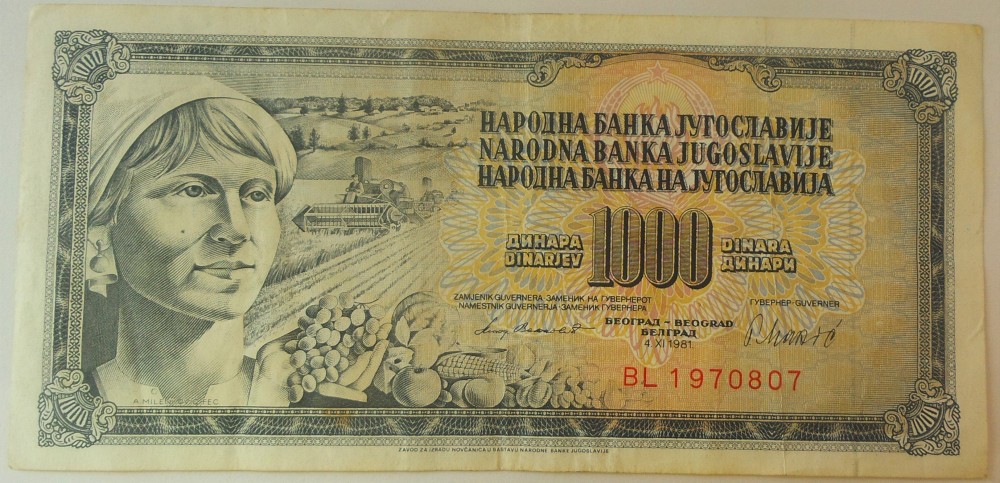 НАРОДНА БАНКА ЈУГОСЛАВИЈЕ
NARODNA BANKA JUGOSLAVIJE
НАРОДНА БАНКА НА ЈУГОСЛАВИЈА
ДИНАРА 1000 DINARA
DINARJEV ДИНАРИ
ZAMJENIK GUVERNERA·ЗАМЕНИК НА ГУВЕРНЕРОТ
NAMESTNIK GUVERNERJA·ЗАМЕНИК ГУВЕРНЕРА
ГУВЕРНЕР·GUVERNER
БЕОГРАД – BEOGRAD
БЕЛГРАД
4 XI 1981
BL 1970807
ZAVOD ZA IZRADU NOVČANICA U SASTAVU NARODNE BANKE JUGOSLAVIJE